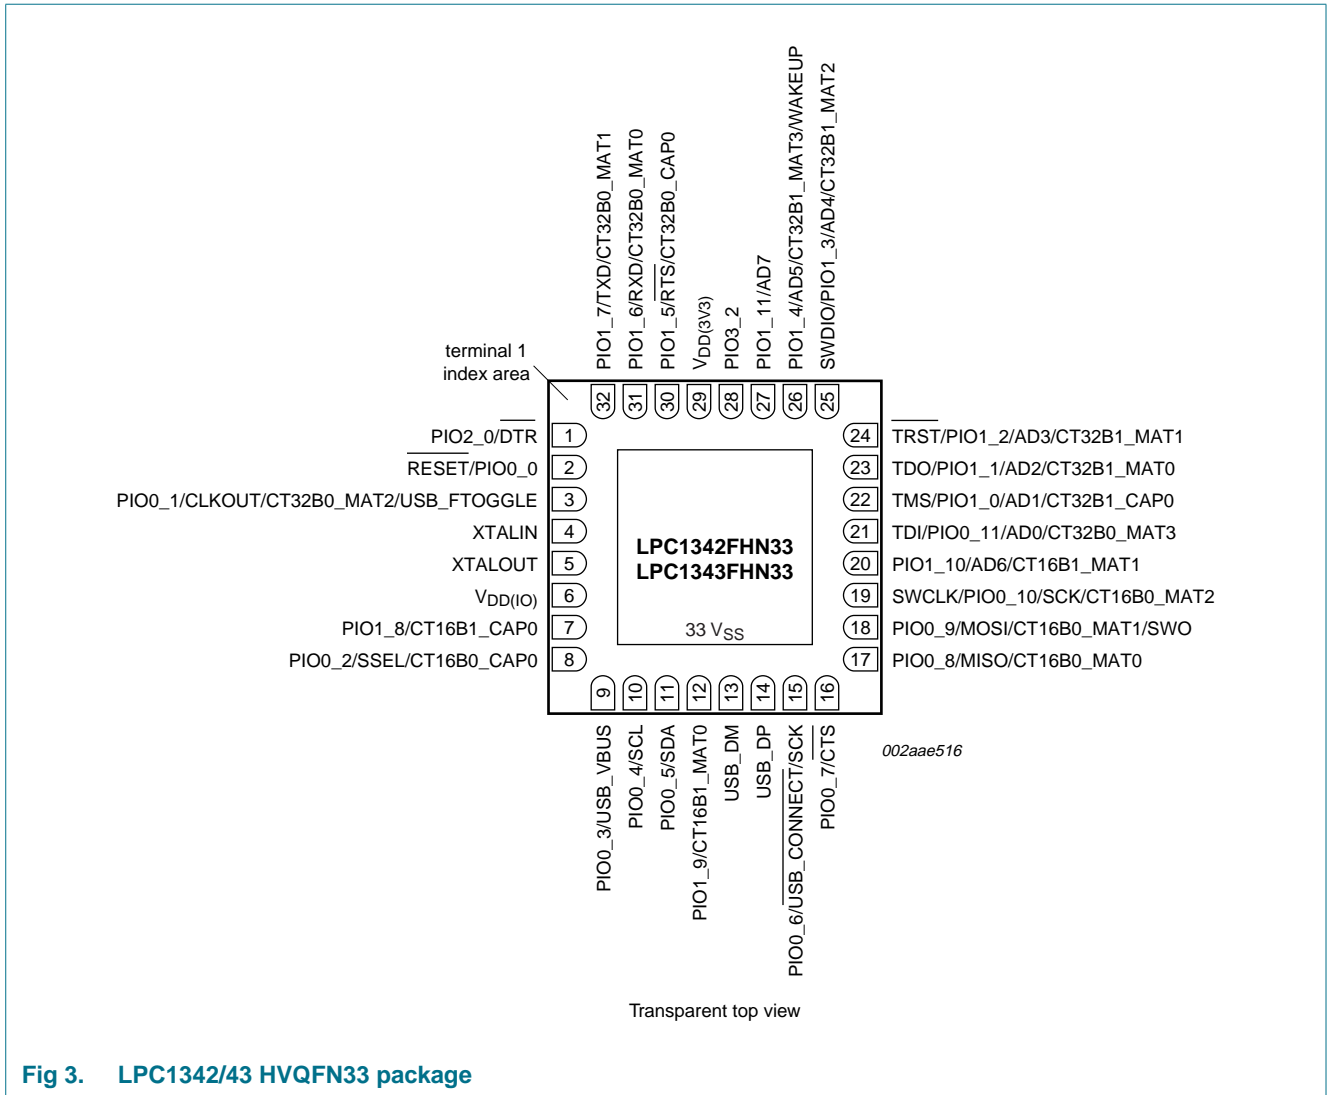 PIO1_7/TXD/CT32B0_MAT1
PIO1_6/RXD/CT32B0_MAT0
PIO1_5/RTS/CT32B0_CAP0
VDD(3V3)
PIO3_2
PIO1_11/AD7
PIO1_4/AD5/CT32B1_MAT3/WAKEUP
SWDIO/PIO1_3/AD4/CT32B1_MAT2
terminal 1
index area
32 31 30 29 28 27 26 25
PIO2_0/DTR 1
RESET/PIO0_0 2
PIO0_1/CLKOUT/CT32B0_MAT2/USB_FTOGGLE 3
XTALIN 4
XTALOUT 5
VDD(IO) 6
PIO1_8/CT16B1_CAP0 7
PIO0_2/SSEL/CT16B0_CAP0 8
LPC1342FHN33
LPC1343FHN33
33 VSS
24 TRST/PIO1_2/AD3/CT32B1_MAT1
23 TDO/PIO1_1/AD2/CT32B1_MAT0
22 TMS/PIO1_0/AD1/CT32B1_CAP0
21 TDI/PIO0_11/AD0/CT32B0_MAT3
20 PIO1_10/AD6/CT16B1_MAT1
19 SWCLK/PIO0_10/SCK/CT16B0_MAT2
18 PIO0_9/MOSI/CT16B0_MAT1/SWO
17 PIO0_8/MISO/CT16B0_MAT0
9 10 11 12 13 14 15 16
PIO0_3/USB_VBUS
PIO0_4/SCL
PIO0_5/SDA
PIO1_9/CT16B1_MAT0
USB_DM
USB_DP
PIO0_6/USB_CONNECT/SCK
PIO0_7/CTS
002aae516
Transparent top view
Fig 3. LPC1342/43 HVQFN33 package